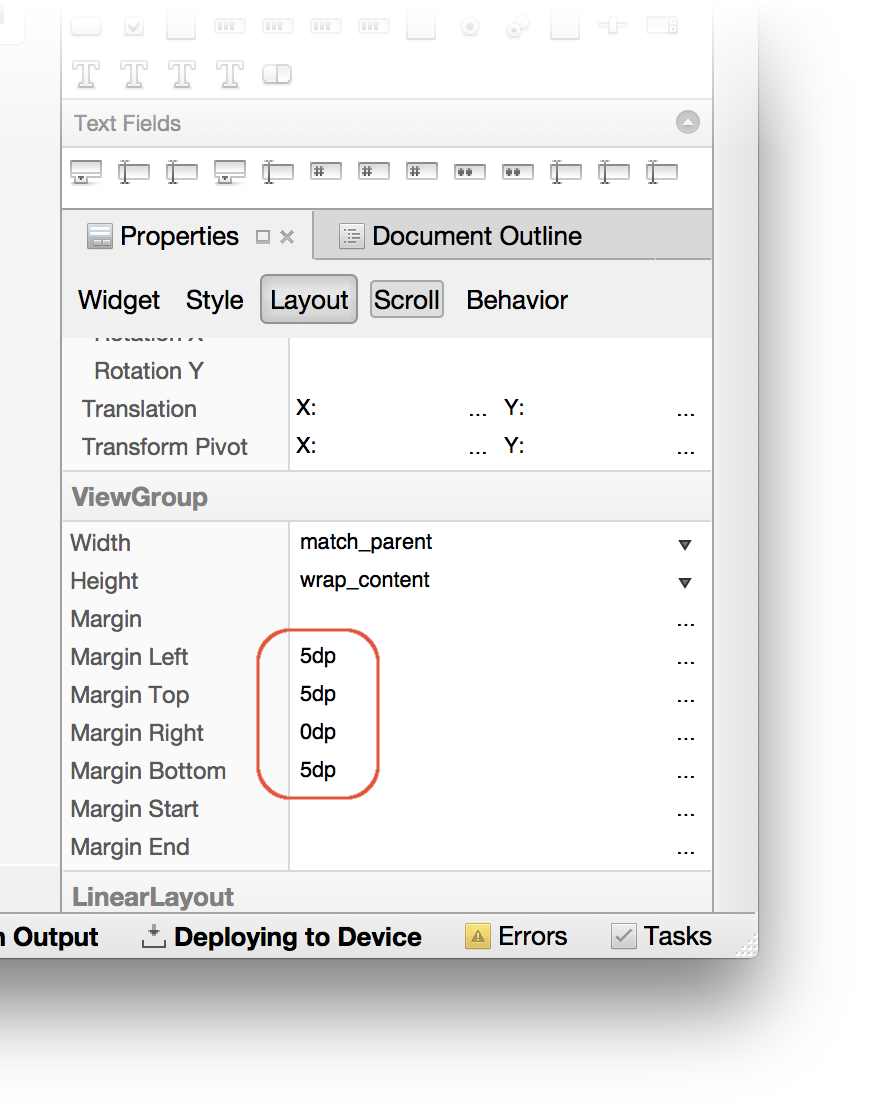 Text Fields
Properties Document Outline
Widget Style Layout Scroll Behavior
Rotation X
Rotation Y
Translation X: ... Y: ...
Transform Pivot X: ... Y: ...
ViewGroup
Width match_parent
Height wrap_content
Margin ...
Margin Left 5dp ...
Margin Top 5dp ...
Margin Right 0dp ...
Margin Bottom 5dp ...
Margin Start ...
Margin End ...
LinearLayout
Output Deploying to Device Errors Tasks